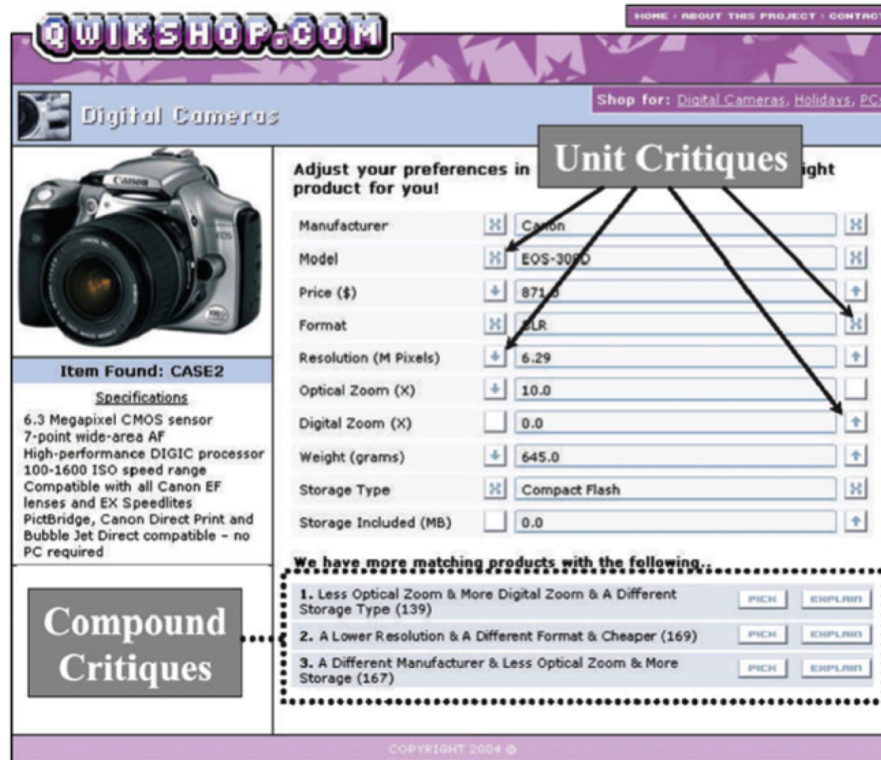 QWIKSHOP.COM
HOME : ABOUT THIS PROJECT : CONTACT
Digital Cameras
Shop for: Digital Cameras, Holidays, PCs
Canon
EOS
Adjust your preferences in
ight
product for you!
Unit Critiques
Manufacturer Canon
Model EOS-300D
Price ($) 871.0
Format SLR
Resolution (M Pixels) 6.29
Optical Zoom (X) 10.0
Digital Zoom (X) 0.0
Weight (grams) 645.0
Storage Type Compact Flash
Storage Included (MB) 0.0
Item Found: CASE2
Specifications
6.3 Megapixel CMOS sensor
7-point wide-area AF
High-performance DIGIC processor
100-1600 ISO speed range
Compatible with all Canon EF
lenses and EX Speedlites
PictBridge, Canon Direct Print and
Bubble Jet Direct compatible – no
PC required
We have more matching products with the following..
1. Less Optical Zoom & More Digital Zoom & A Different
Storage Type (139) PICK EXPLAIN
2. A Lower Resolution & A Different Format & Cheaper (169) PICK EXPLAIN
3. A Different Manufacturer & Less Optical Zoom & More
Storage (167) PICK EXPLAIN
Compound
Critiques
COPYRIGHT 2004 ©